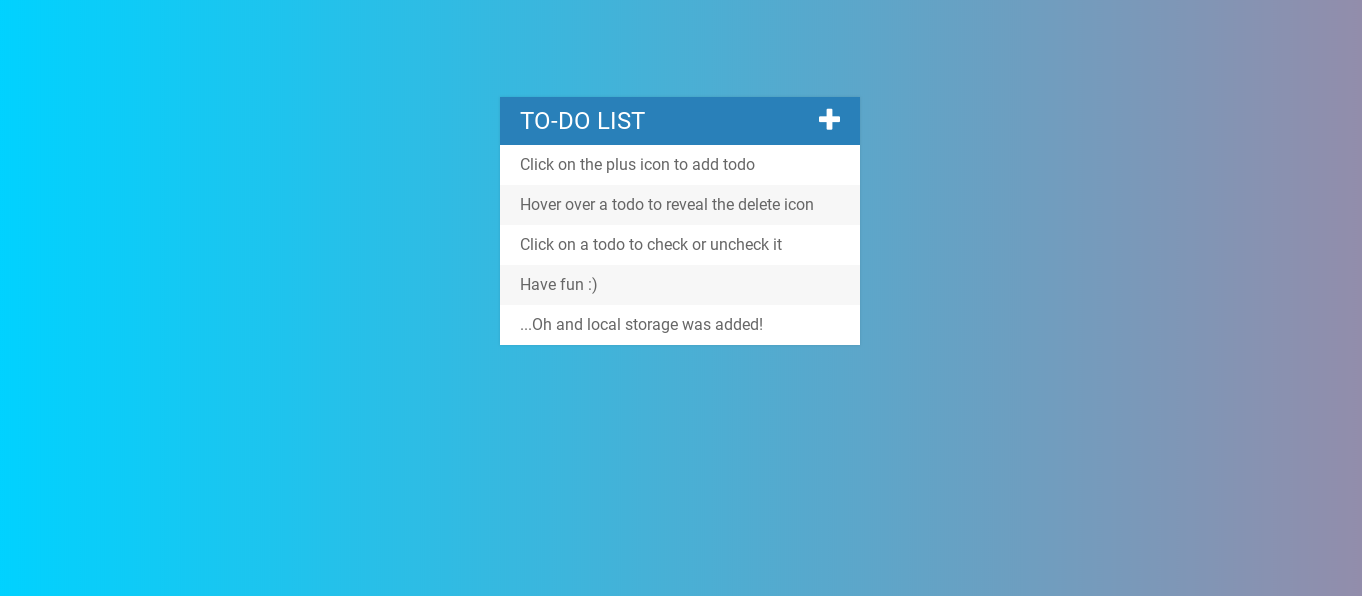 TO-DO LIST
Click on the plus icon to add todo
Hover over a todo to reveal the delete icon
Click on a todo to check or uncheck it
Have fun :)
...Oh and local storage was added!